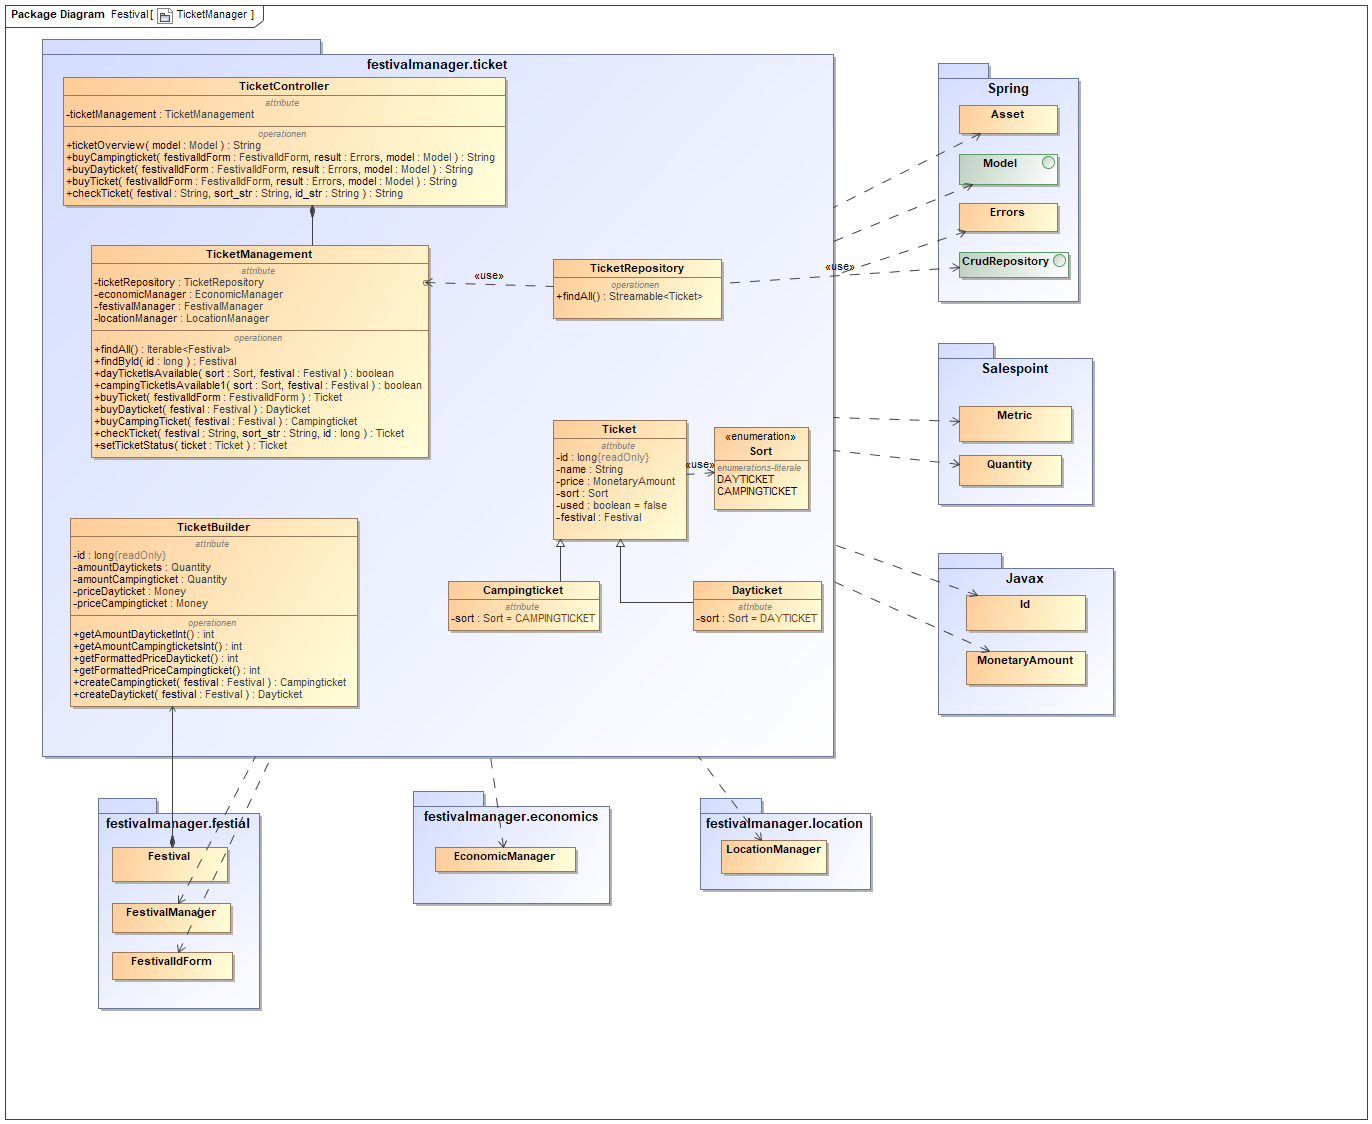 Package Diagram Festival[ TicketManager ]
festivalmanager.ticket
TicketController
attribute
-ticketManagement : TicketManagement
operationen
+ticketOverview( model : Model ) : String
+buyCampingticket( festivalIdForm : FestivalIdForm, result : Errors, model : Model ) : String
+buyDayticket( festivalIdForm : FestivalIdForm, result : Errors, model : Model ) : String
+buyTicket( festivalIdForm : FestivalIdForm, result : Errors, model : Model ) : String
+checkTicket( festival : String, sort_str : String, id_str : String ) : String
TicketManagement
attribute
-ticketRepository : TicketRepository
-economicManager : EconomicManager
-festivalManager : FestivalManager
-locationManager : LocationManager
operationen
+findAll() : Iterable<Festival>
+findById( id : long ) : Festival
+dayTicketIsAvailable( sort : Sort, festival : Festival ) : boolean
+campingTicketIsAvailable1( sort : Sort, festival : Festival ) : boolean
+buyTicket( festivalIdForm : FestivalIdForm ) : Ticket
+buyDayticket( festival : Festival ) : Dayticket
+buyCampingTicket( festival : Festival ) : Campingticket
+checkTicket( festival : String, sort_str : String, id : long ) : Ticket
+setTicketStatus( ticket : Ticket ) : Ticket
«use»
TicketRepository
operationen
+findAll() : Streamable<Ticket>
«use»
Ticket
attribute
-id : long{readOnly}
-name : String
-price : MonetaryAmount
-sort : Sort
-used : boolean = false
-festival : Festival
«use»
«enumeration»
Sort
enumerations-literale
DAYTICKET
CAMPINGTICKET
TicketBuilder
attribute
-id : long{readOnly}
-amountDaytickets : Quantity
-amountCampingticket : Quantity
-priceDayticket : Money
-priceCampingticket : Money
operationen
+getAmountDayticketInt() : int
+getAmountCampingticketsInt() : int
+getFormattedPriceDayticket() : int
+getFormattedPriceCampingticket() : int
+createCampingticket( festival : Festival ) : Campingticket
+createDayticket( festival : Festival ) : Dayticket
Campingticket
attribute
-sort : Sort = CAMPINGTICKET
Dayticket
attribute
-sort : Sort = DAYTICKET
Spring
Asset
Model
Errors
CrudRepository
Salespoint
Metric
Quantity
Javax
Id
MonetaryAmount
festivalmanager.festial
Festival
FestivalManager
FestivalIdForm
festivalmanager.economics
EconomicManager
festivalmanager.location
LocationManager